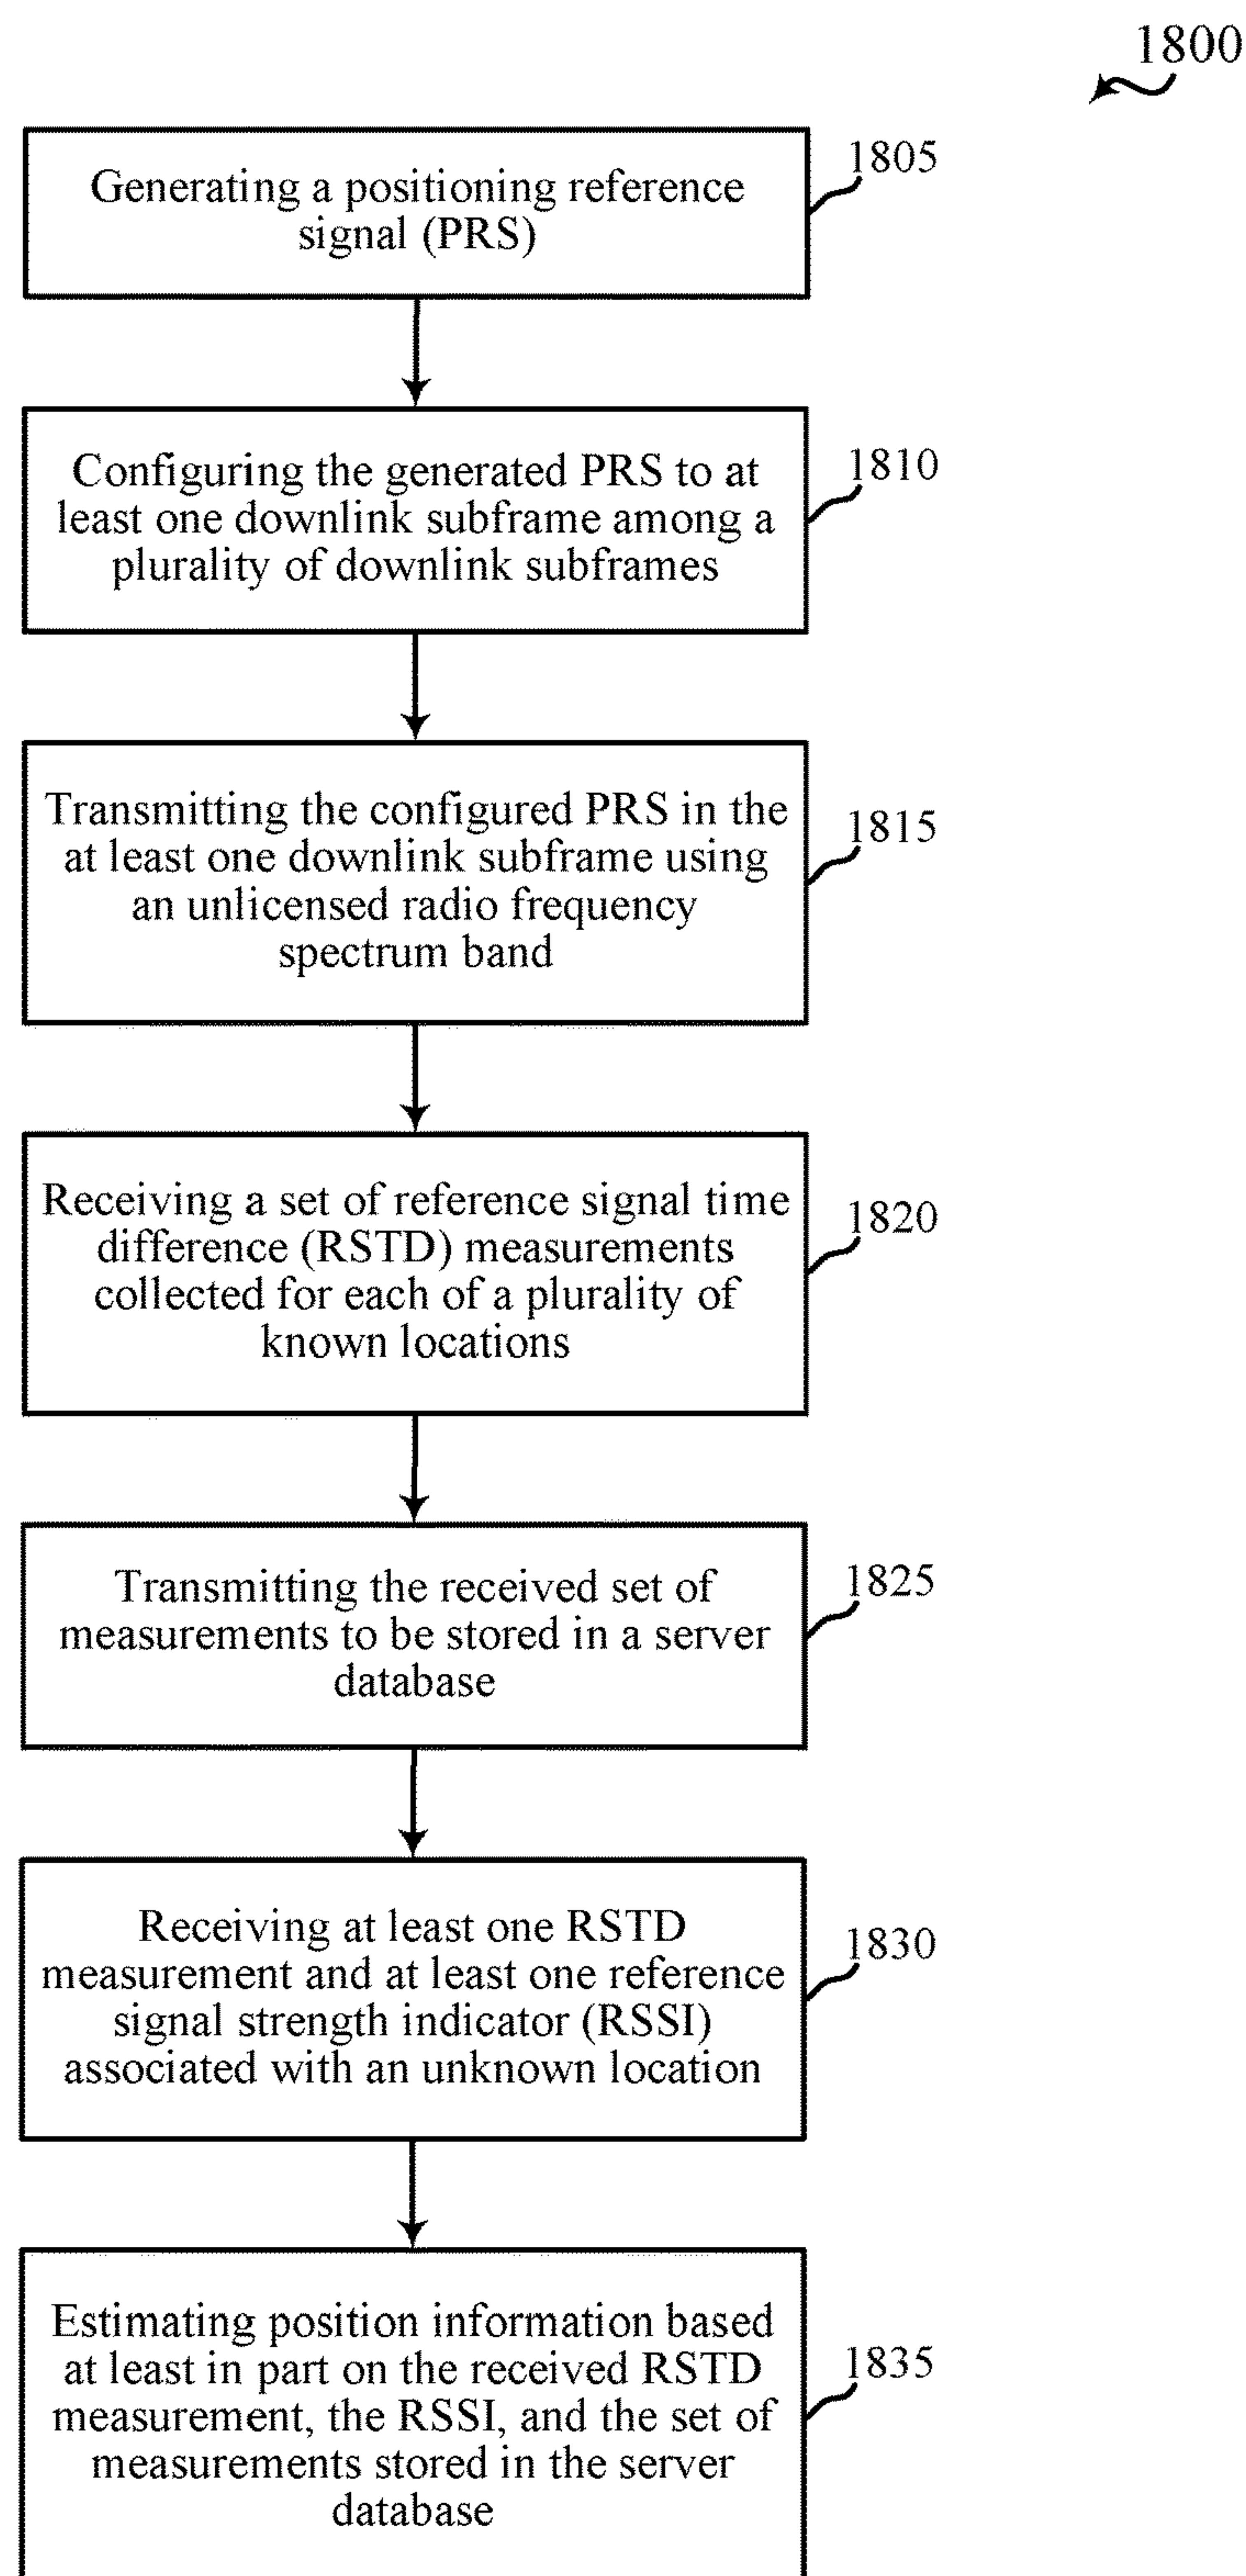 1800
Generating a positioning reference
signal (PRS)
1805
Configuring the generated PRS to at
least one downlink subframe among a
plurality of downlink subframes
1810
Transmitting the configured PRS in the
at least one downlink subframe using
an unlicensed radio frequency
spectrum band
1815
Receiving a set of reference signal time
difference (RSTD) measurements
collected for each of a plurality of
known locations
1820
Transmitting the received set of
measurements to be stored in a server
database
1825
Receiving at least one RSTD
measurement and at least one reference
signal strength indicator (RSSI)
associated with an unknown location
1830
Estimating position information based
at least in part on the received RSTD
measurement, the RSSI, and the set of
measurements stored in the server
database
1835